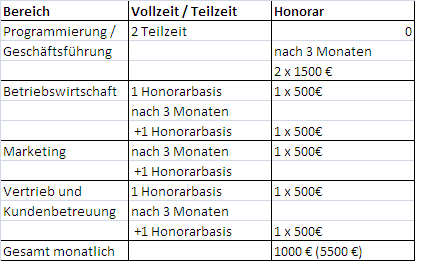 Bereich Vollzeit / Teilzeit Honorar
Programmierung / 2 Teilzeit 0
Geschäftsführung nach 3 Monaten
2 x 1500 €
Betriebswirtschaft 1 Honorarbasis 1 x 500€
nach 3 Monaten
+1 Honorarbasis 1 x 500€
Marketing nach 3 Monaten 1 x 500€
+1 Honorarbasis
Vertrieb und 1 Honorarbasis 1 x 500€
Kundenbetreuung nach 3 Monaten
+1 Honorarbasis 1 x 500€
Gesamt monatlich 1000 € (5500 €)